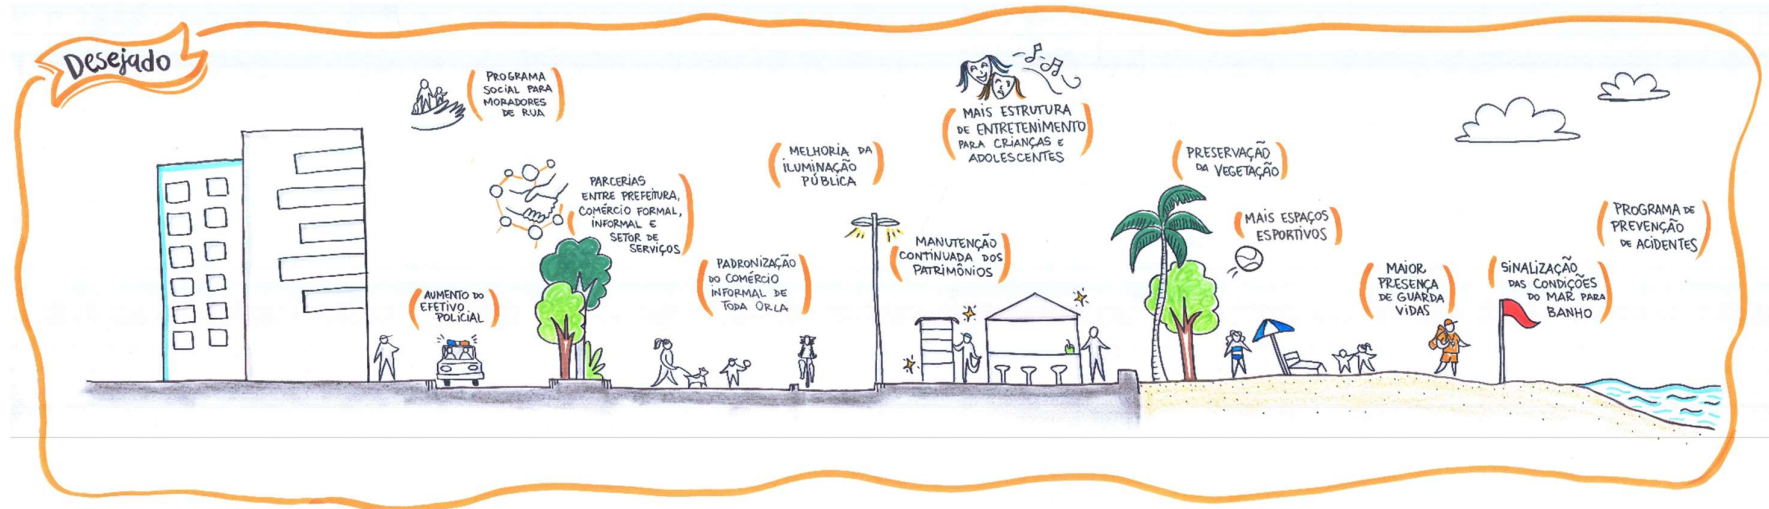 Desejado
PROGRAMA
SOCIAL PARA
MORADORES
DE RUA
PARCERIAS
ENTRE PREFEITURA,
COMÉRCIO FORMAL,
INFORMAL E
SETOR DE
SERVIÇOS
AUMENTO DO
EFETIVO
POLICIAL
PADRONIZAÇÃO
DO COMÉRCIO
INFORMAL DE
TODA ORLA
MELHORIA DA
ILUMINAÇÃO
PÚBLICA
MAIS ESTRUTURA
DE ENTRETENIMENTO
PARA CRIANÇAS E
ADOLESCENTES
MANUTENÇÃO
CONTINUADA DOS
PATRIMÔNIOS
PRESERVAÇÃO
DA VEGETAÇÃO
MAIS ESPAÇOS
ESPORTIVOS
MAIOR
PRESENÇA
DE GUARDA
VIDAS
SINALIZAÇÃO
DAS CONDIÇÕES
DO MAR PARA
BANHO
PROGRAMA DE
PREVENÇÃO
DE ACIDENTES